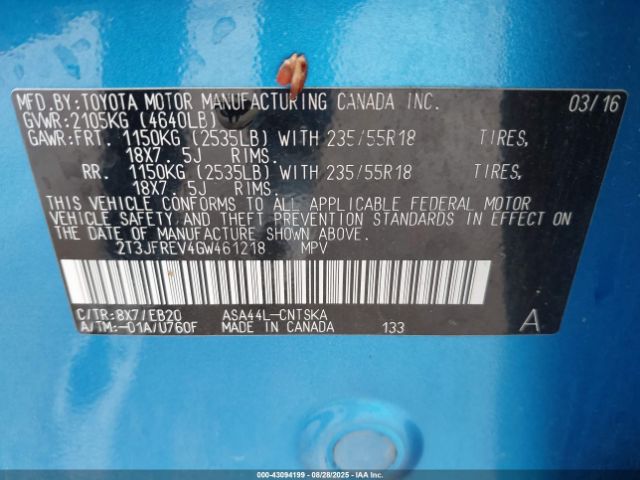 MFD.BY:TOYOTA MOTOR MANUFACTURING CANADA INC. 03/16
GVWR:2105KG (4640LB)
GAWR:FRT. 1150KG (2535LB) WITH 235/55R18 TIRES,
18X7.5J RIMS.
RR. 1150KG (2535LB) WITH 235/55R18 TIRES,
18X7.5J RIMS.
THIS VEHICLE CONFORMS TO ALL APPLICABLE FEDERAL MOTOR
VEHICLE SAFETY AND THEFT PREVENTION STANDARDS IN EFFECT ON
THE DATE OF MANUFACTURE SHOWN ABOVE.
2T3JFREV4GW461218 MPV
C/TR:8X7/EB20 ASA44L-CNTSKA
A/TM:-01A/U760F MADE IN CANADA 133 A
000-43094199 | 08/28/2025 | IAA Inc.